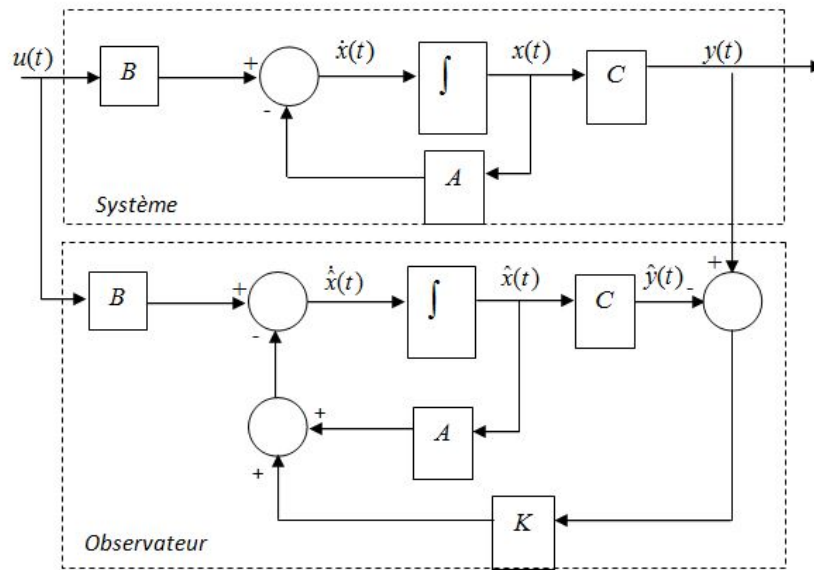 u(t)
B
+
-
ẋ(t)
∫
x(t)
C
y(t)
A
Système
B
+
-
x̂̇(t)
∫
x̂(t)
C
ŷ(t)
-
+
+
A
+
K
Observateur